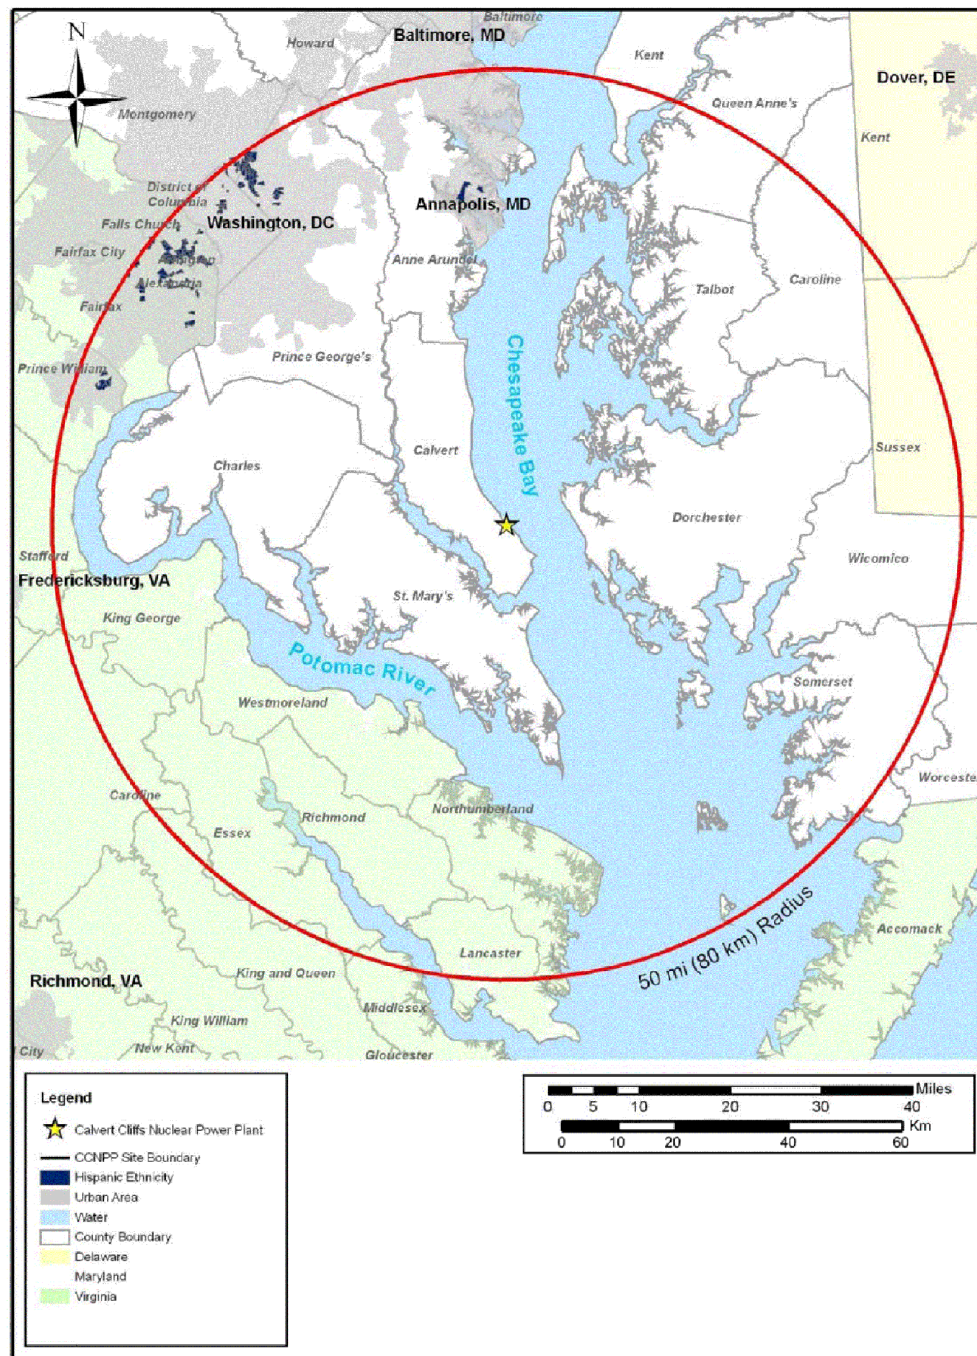 N
Baltimore
Baltimore, MD
Howard
Kent
Dover, DE
Queen Anne's
Montgomery
Kent
District of
Columbia
Annapolis, MD
Washington, DC
Falls Church
Fairfax City
Arlington
Anne Arundel
Alexandria
Talbot
Caroline
Fairfax
Prince George's
Prince William
Chesapeake Bay
Calvert
Sussex
Charles
Dorchester
Stafford
Wicomico
Fredericksburg, VA
St. Mary's
King George
Potomac River
Somerset
Westmoreland
Worcester
Caroline
Northumberland
Richmond
Essex
50 mi (80 km) Radius
Accomack
Lancaster
King and Queen
Richmond, VA
Middlesex
King William
New Kent
City
Gloucester
Legend
Calvert Cliffs Nuclear Power Plant
CCNPP Site Boundary
Hispanic Ethnicity
Urban Area
Water
County Boundary
Delaware
Maryland
Virginia
Miles
0 5 10 20 30 40
Km
0 10 20 40 60